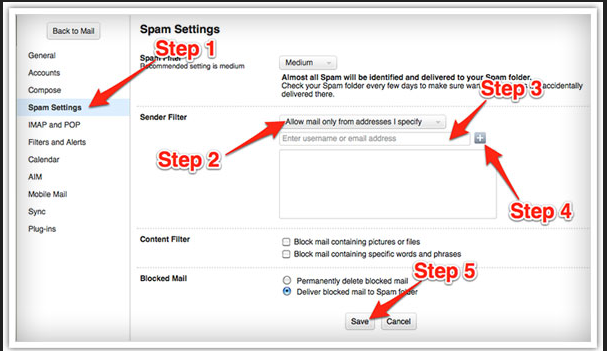 Back to Mail
General
Accounts
Compose
Spam Settings
IMAP and POP
Filters and Alerts
Calendar
AIM
Mobile Mail
Sync
Plug-ins
Spam Settings
Step 1
Spam Filter
Recommended setting is medium
Medium
Almost all Spam will be identified and delivered to your Spam folder.
Check your Spam folder every few days to make sure accidentally
delivered there.
Step 3
Sender Filter
Allow mail only from addresses I specify
Step 2
Enter username or email address
+
Step 4
Content Filter
Block mail containing pictures or files
Block mail containing specific words and phrases
Step 5
Blocked Mail
Permanently delete blocked mail
Deliver blocked mail to Spam folder
Save
Cancel